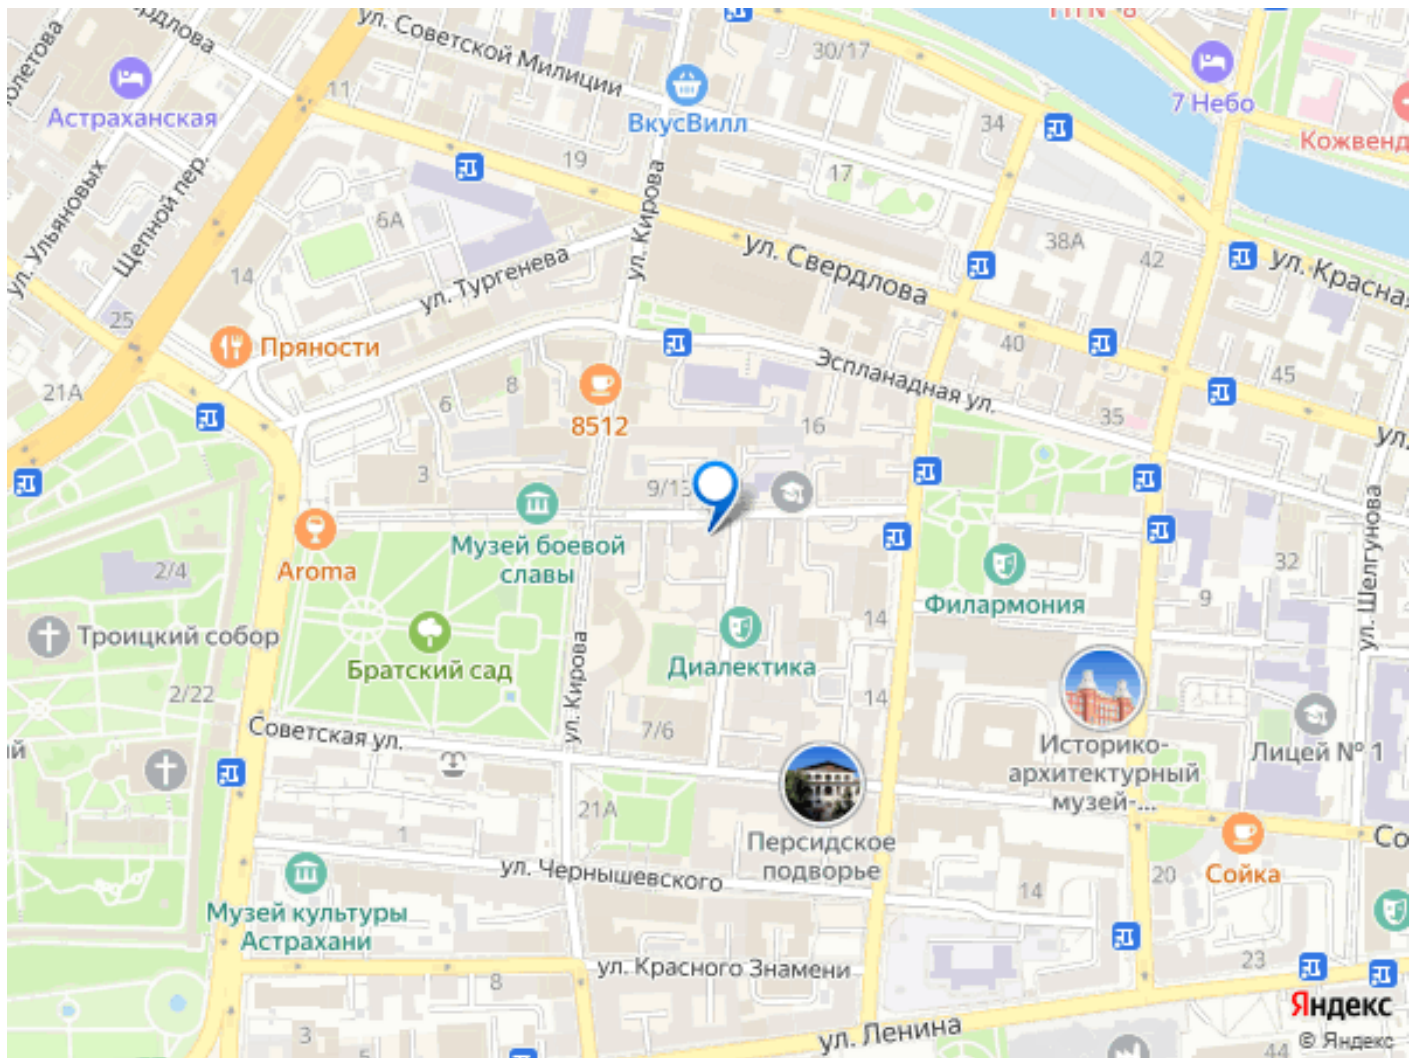 ул. Советской Милиции
30/17
7 Небо
Астраханская
11
ВкусВилл
34
Кожвенд
19
17
ул. Ульяновых
Щепной пер.
6А
ул. Кирова
38А
42
14
ул. Тургенева
ул. Свердлова
ул. Красная
25
Пряности
40
Эспланадная ул.
45
21А
8
6
8512
16
35
ул.
3
9/13
ул. Шелгунова
Музей боевой
славы
Aroma
2/4
32
Филармония
9
14
Троицкий собор
Братский сад
Диалектика
2/22
14
ул. Кирова
7/6
Советская ул.
ий
Историко-
архитектурный
музей-...
Лицей № 1
21А
1
Персидское
подворье
Со
ул. Чернышевского
14
20
Сойка
Музей культуры
Астрахани
ул. Красного Знамени
8
23
3
ул. Ленина
44
Яндекс
© Яндекс